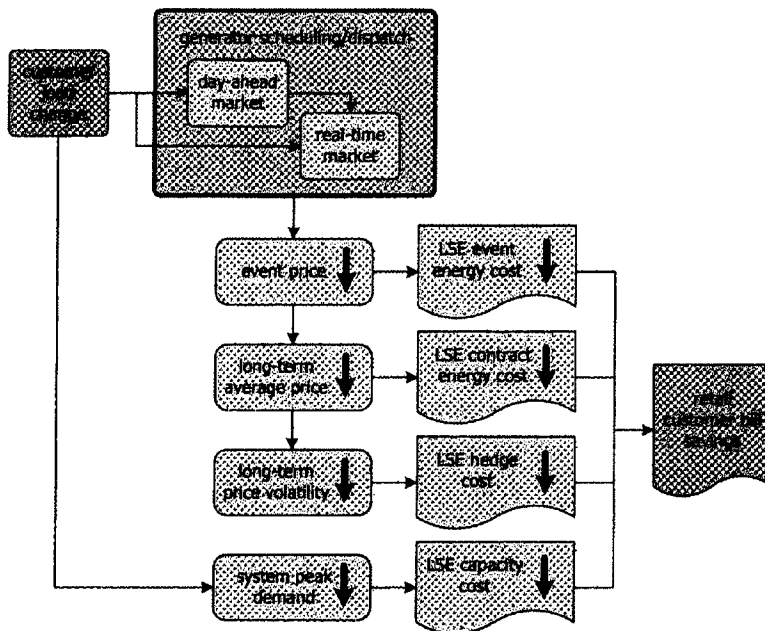 generator scheduling/dispatch
customer
load
change
day-ahead
market
real-time
market
event price
LSE event
energy cost
long-term
average price
LSE contract
energy cost
retail
customer bill
savings
long-term
price volatility
LSE hedge
cost
system peak
demand
LSE capacity
cost